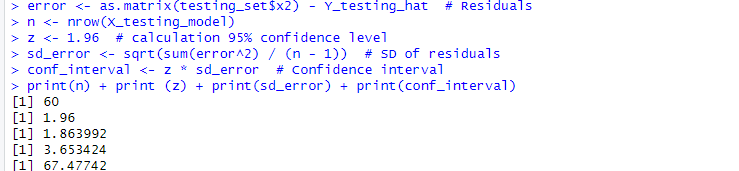 > error <- as.matrix(testing_set$x2) - Y_testing_hat  # Residuals
> n <- nrow(X_testing_model)
> z <- 1.96  # calculation 95% confidence level
> sd_error <- sqrt(sum(error^2) / (n - 1))  # SD of residuals
> conf_interval <- z * sd_error  # Confidence interval
> print(n) + print (z) + print(sd_error) + print(conf_interval)
[1] 60
[1] 1.96
[1] 1.863992
[1] 3.653424
[1] 67.47742